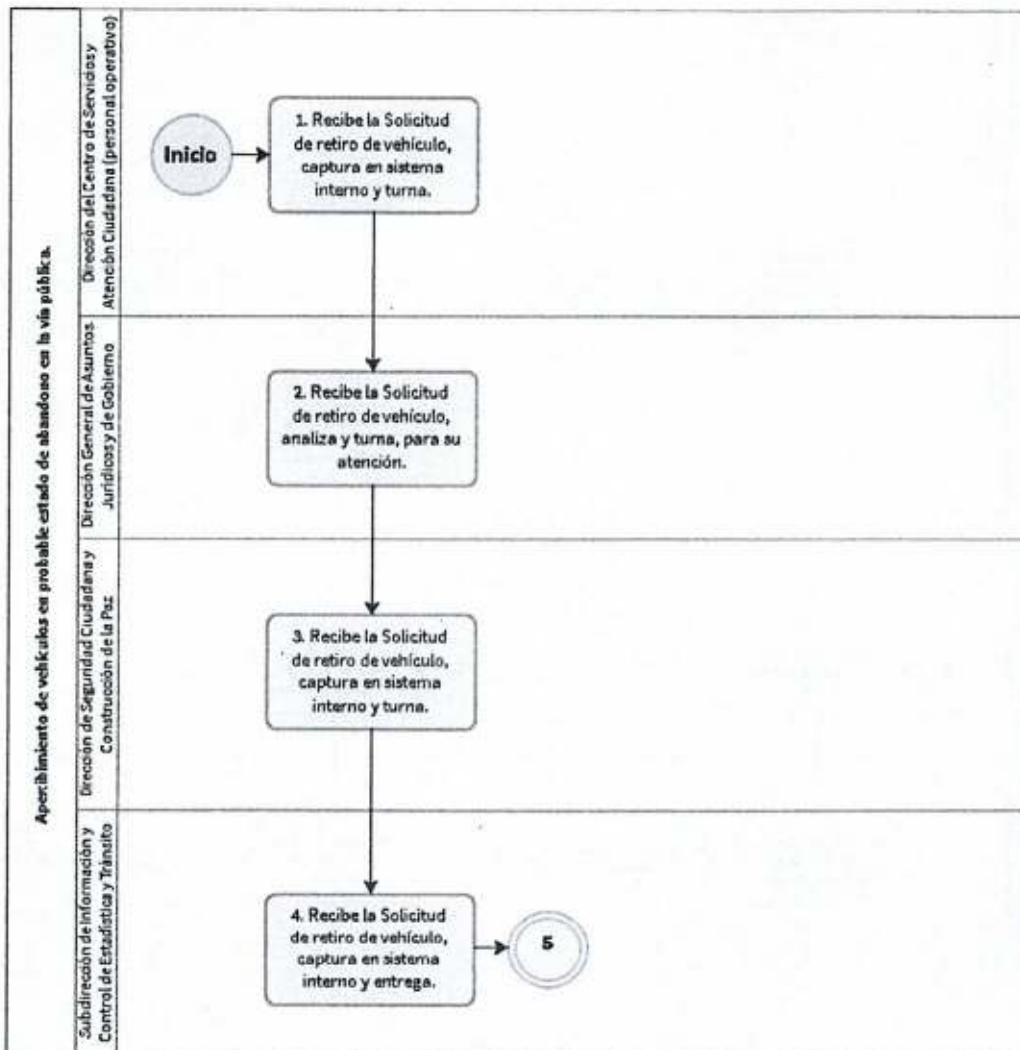 Apercibimiento de vehículos en probable estado de abandono en la vía pública.
Dirección del Centro de Servicios y
Atención Ciudadana (personal operativo)
Inicio
1. Recibe la Solicitud
de retiro de vehículo,
captura en sistema
interno y turna.
Dirección General de Asuntos
Jurídicos y de Gobierno
2. Recibe la Solicitud
de retiro de vehículo,
analiza y turna, para su
atención.
Dirección de Seguridad Ciudadana y
Construcción de la Paz
3. Recibe la Solicitud
de retiro de vehículo,
captura en sistema
interno y turna.
Subdirección de Información y
Control de Estadística y Tránsito
4. Recibe la Solicitud
de retiro de vehículo,
captura en sistema
interno y entrega.
5